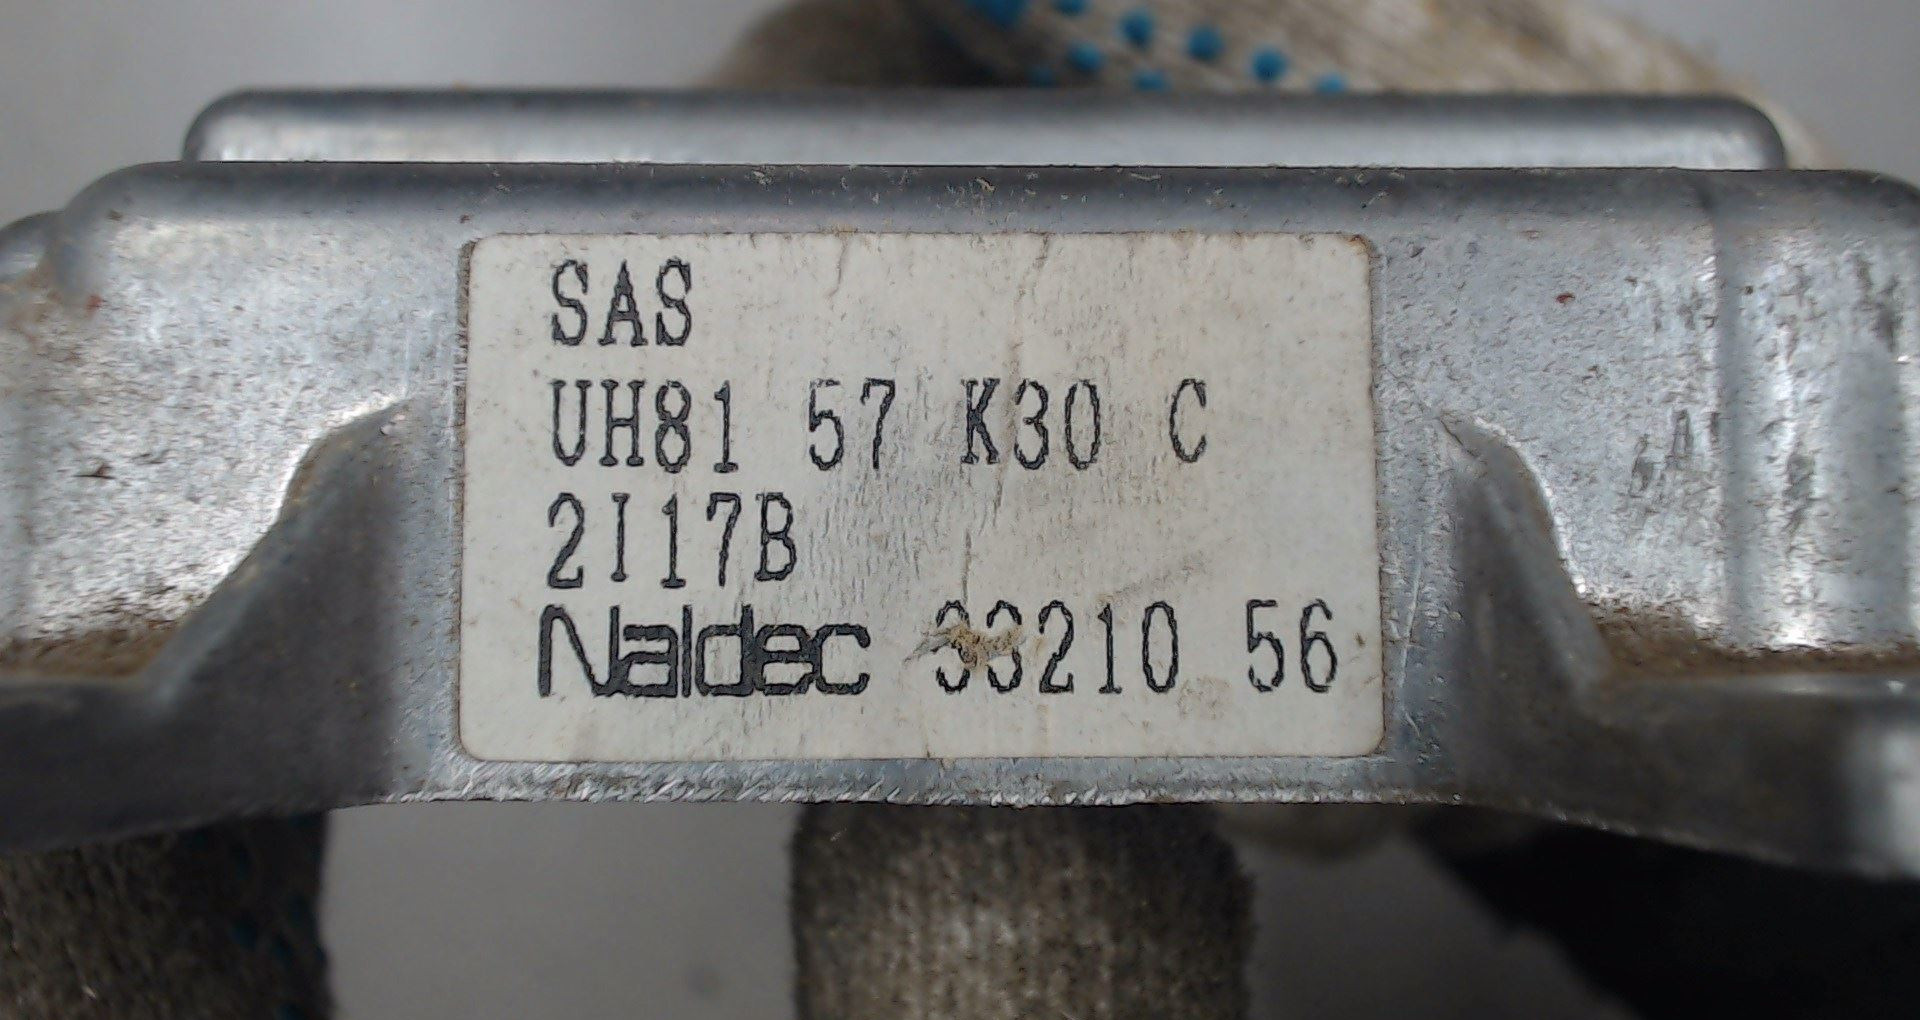 SAS
UH81 57 K30 C
2I17B
Naldec 33210 56